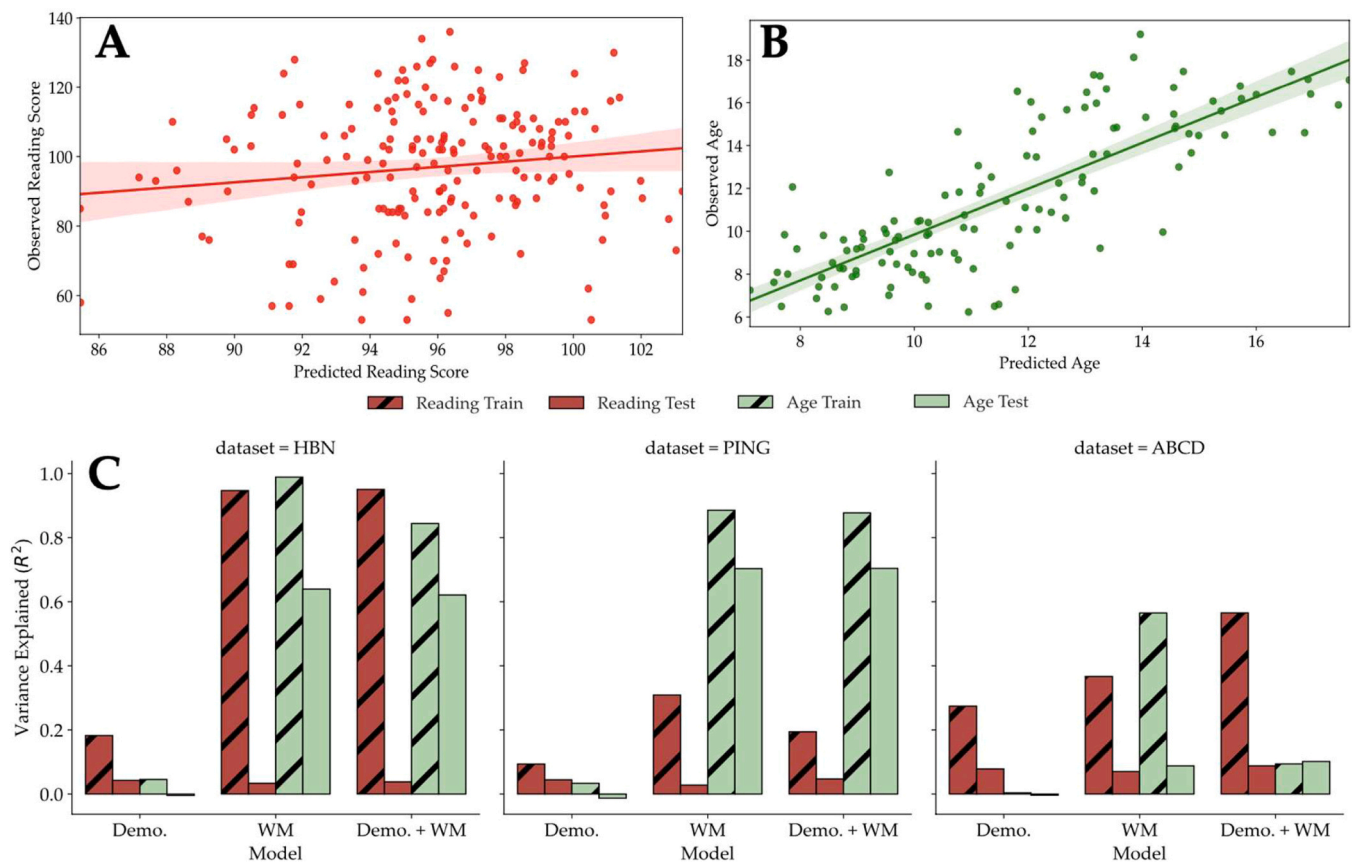 A
140
120
100
80
60
Observed Reading Score
86 88 90 92 94 96 98 100 102
Predicted Reading Score
B
18
16
14
12
10
8
6
Observed Age
8 10 12 14 16
Predicted Age
Reading Train Reading Test Age Train Age Test
C
dataset = HBN dataset = PING dataset = ABCD
1.0
0.8
0.6
0.4
0.2
0.0
Variance Explained (R²)
Demo. WM Demo. + WM Demo. WM Demo. + WM Demo. WM Demo. + WM
Model Model Model